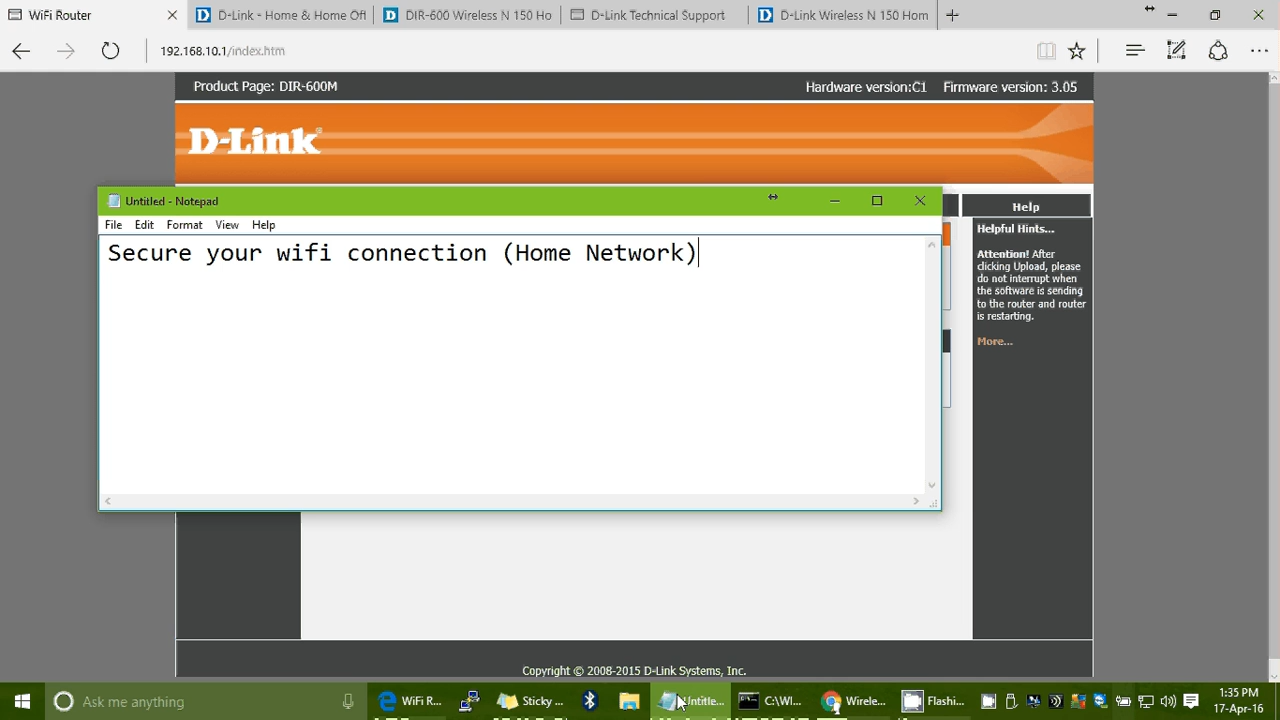 WiFi Router
D-Link - Home & Home Off
DIR-600 Wireless N 150 Ho
D-Link Technical Support
D-Link Wireless N 150 Hom
192.168.10.1/index.htm
Product Page: DIR-600M
Hardware version:C1 Firmware version: 3.05
D-Link
Untitled - Notepad
File Edit Format View Help
Secure your wifi connection (Home Network)
Help
Helpful Hints...
Attention! After
clicking Upload, please
do not interrupt when
the software is sending
to the router and router
is restarting.
More...
Copyright © 2008-2015 D-Link Systems, Inc.
Ask me anything
WiFi R...
Sticky ...
Untitle...
C:\WI...
Wirele...
Flashi...
1:35 PM
17-Apr-16